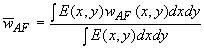 w̅_AF = ∫E(x,y)w_AF(x,y)dxdy / ∫E(x,y)dxdy